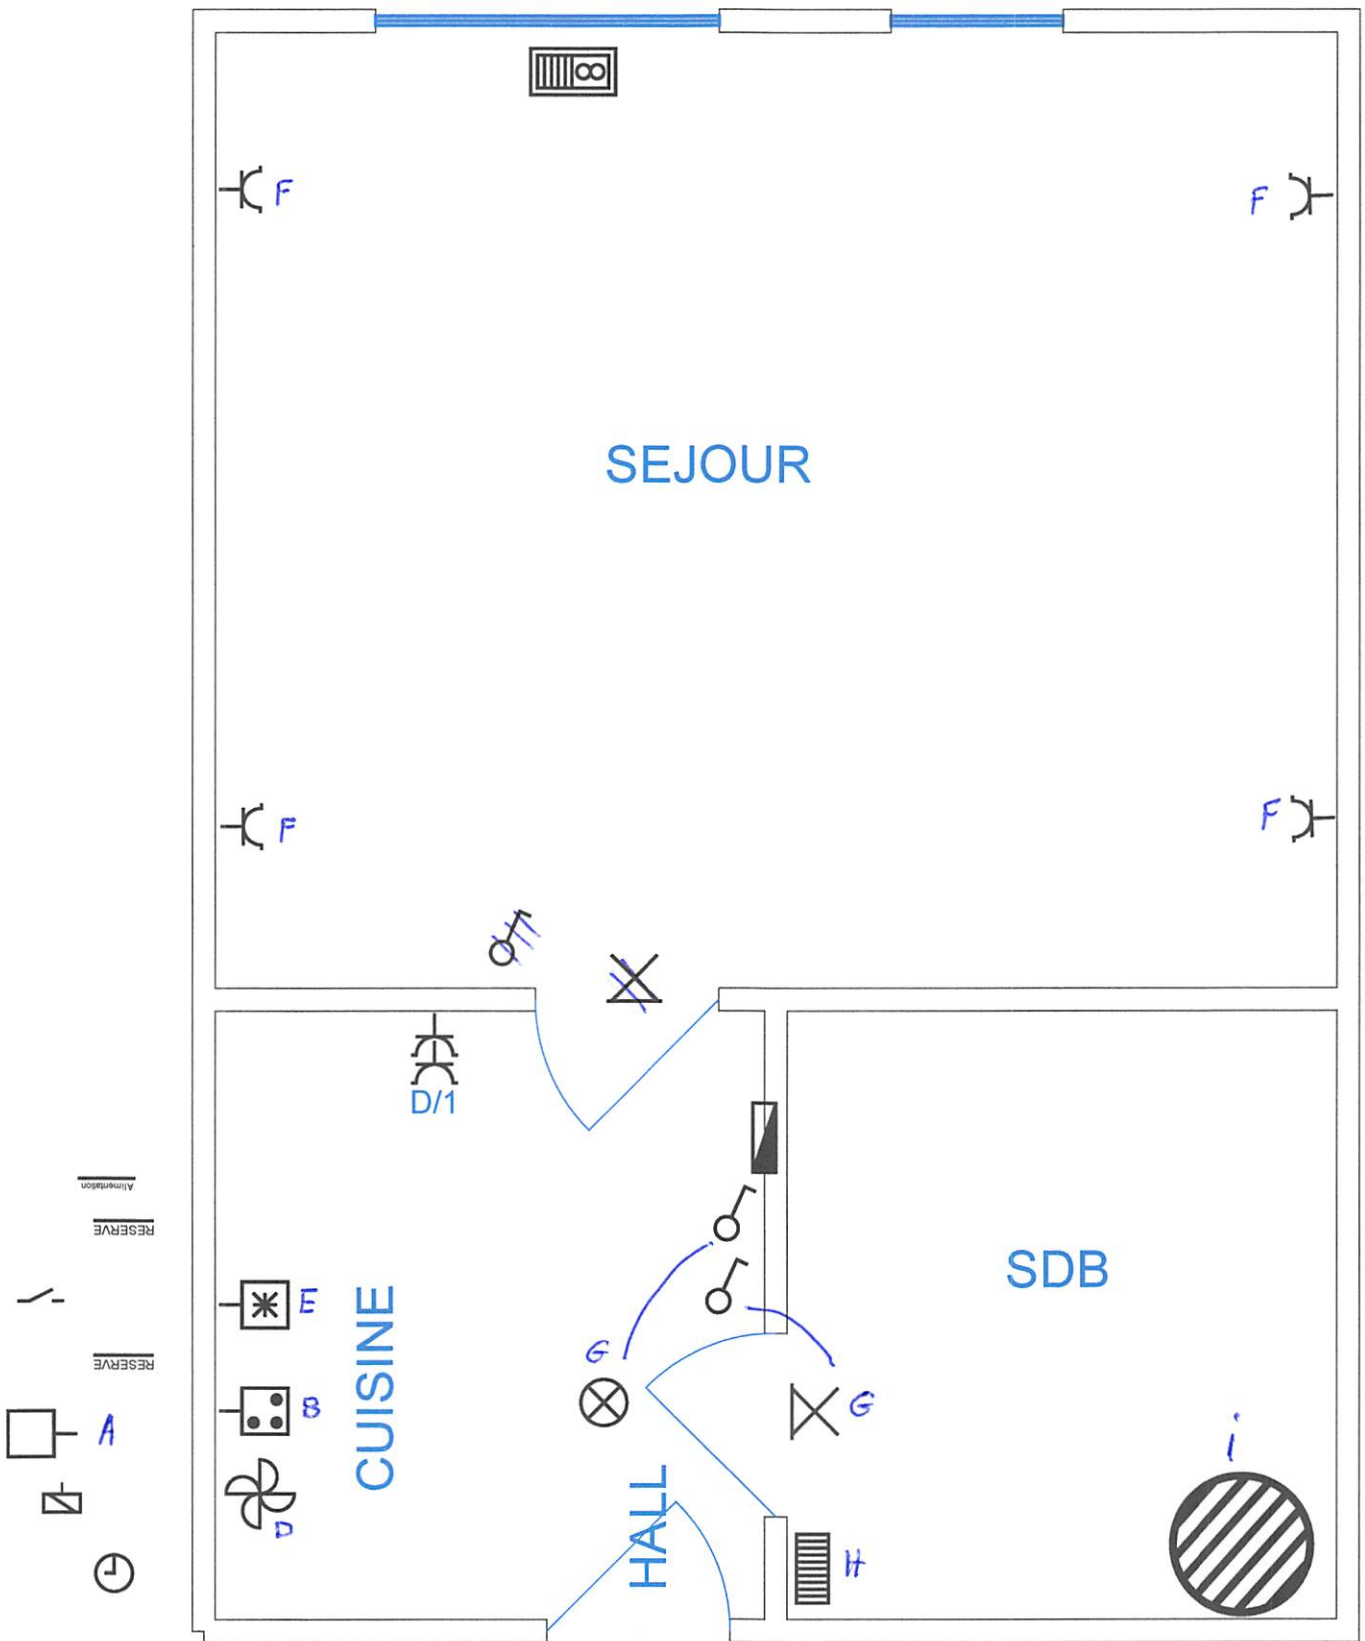 F
F
SEJOUR
F
F
D/1
Alimentation
RESERVE
SDB
E
CUISINE
RESERVE
G
B
G
A
i
HALL
D
H